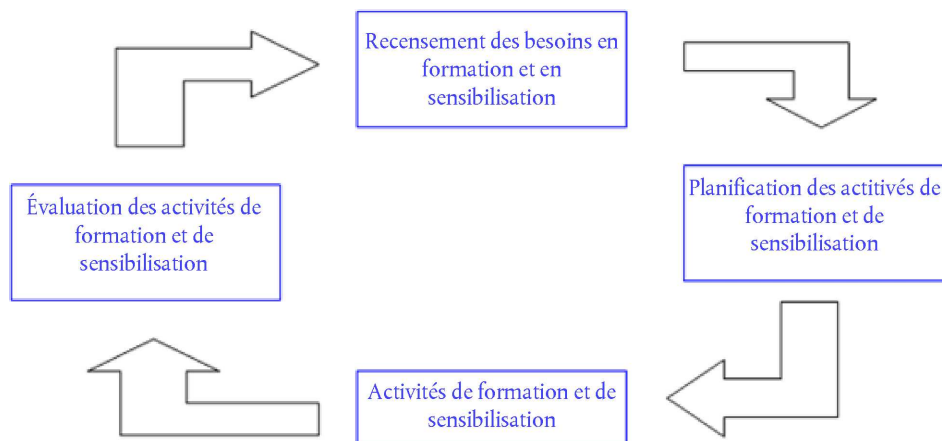 Recensement des besoins en
formation et en
sensibilisation
Planification des actitivés de
formation et de
sensibilisation
Évaluation des activités de
formation et de
sensibilisation
Activités de formation et de
sensibilisation